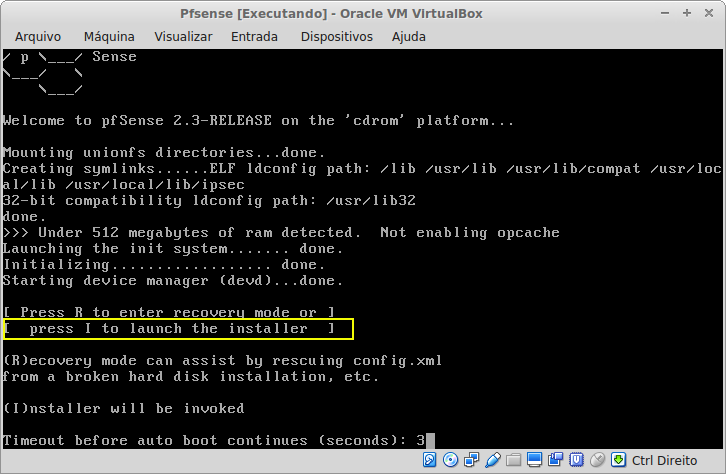 Pfsense [Executando] - Oracle VM VirtualBox
Arquivo Máquina Visualizar Entrada Dispositivos Ajuda
/ p \___/ Sense
\___/   \
    \___/
Welcome to pfSense 2.3-RELEASE on the 'cdrom' platform...
Mounting unionfs directories...done.
Creating symlinks......ELF ldconfig path: /lib /usr/lib /usr/lib/compat /usr/loc
al/lib /usr/local/lib/ipsec
32-bit compatibility ldconfig path: /usr/lib32
done.
>>> Under 512 megabytes of ram detected.  Not enabling opcache
Launching the init system....... done.
Initializing.................... done.
Starting device manager (devd)...done.
[ Press R to enter recovery mode or ]
[  press I to launch the installer  ]
(R)ecovery mode can assist by rescuing config.xml
from a broken hard disk installation, etc.
(I)nstaller will be invoked
Timeout before auto boot continues (seconds): 3
Ctrl Direito